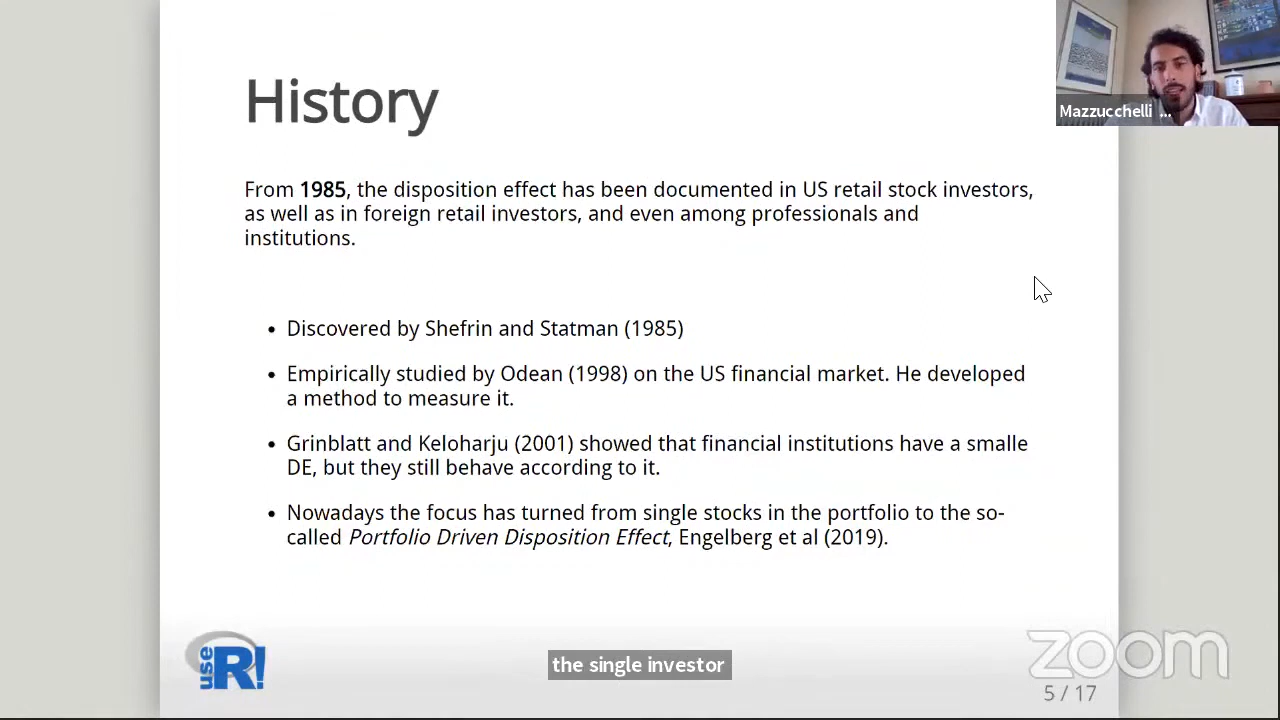 History
Mazzucchelli ...
From 1985, the disposition effect has been documented in US retail stock investors,
as well as in foreign retail investors, and even among professionals and
institutions.
• Discovered by Shefrin and Statman (1985)
• Empirically studied by Odean (1998) on the US financial market. He developed
a method to measure it.
• Grinblatt and Keloharju (2001) showed that financial institutions have a smalle
DE, but they still behave according to it.
• Nowadays the focus has turned from single stocks in the portfolio to the so-
called Portfolio Driven Disposition Effect, Engelberg et al (2019).
use R!
the single investor
zoom
5 / 17